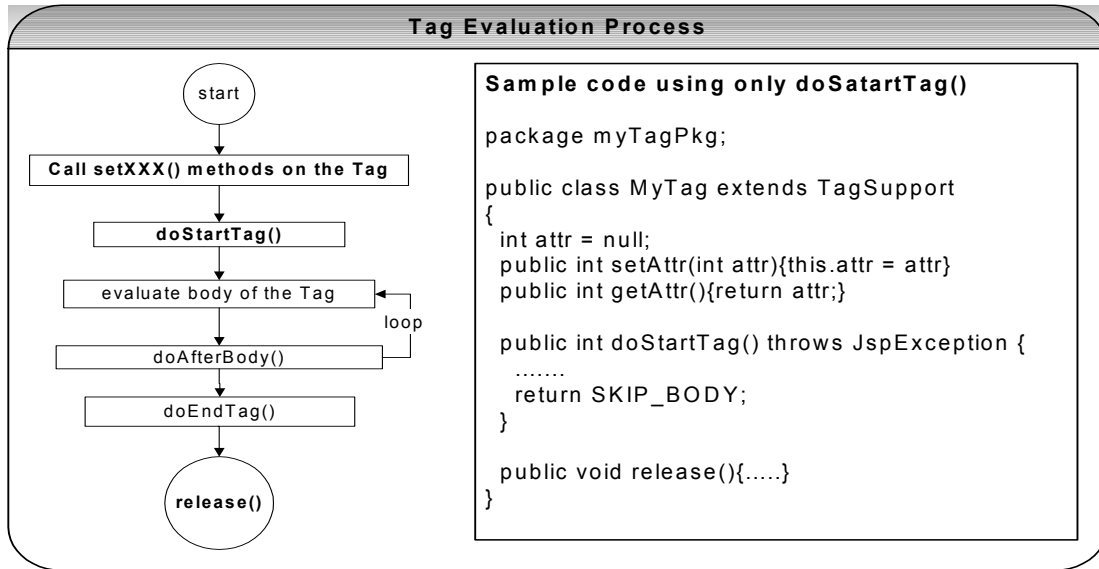 Tag Evaluation Process
start
Call setXXX() methods on the Tag
doStartTag()
evaluate body of the Tag
loop
doAfterBody()
doEndTag()
release()
Sample code using only doSatartTag()
package myTagPkg;
public class MyTag extends TagSupport
{
int attr = null;
public int setAttr(int attr){this.attr = attr}
public int getAttr(){return attr;}
public int doStartTag() throws JspException {
.......
return SKIP_BODY;
}
public void release(){.....}
}